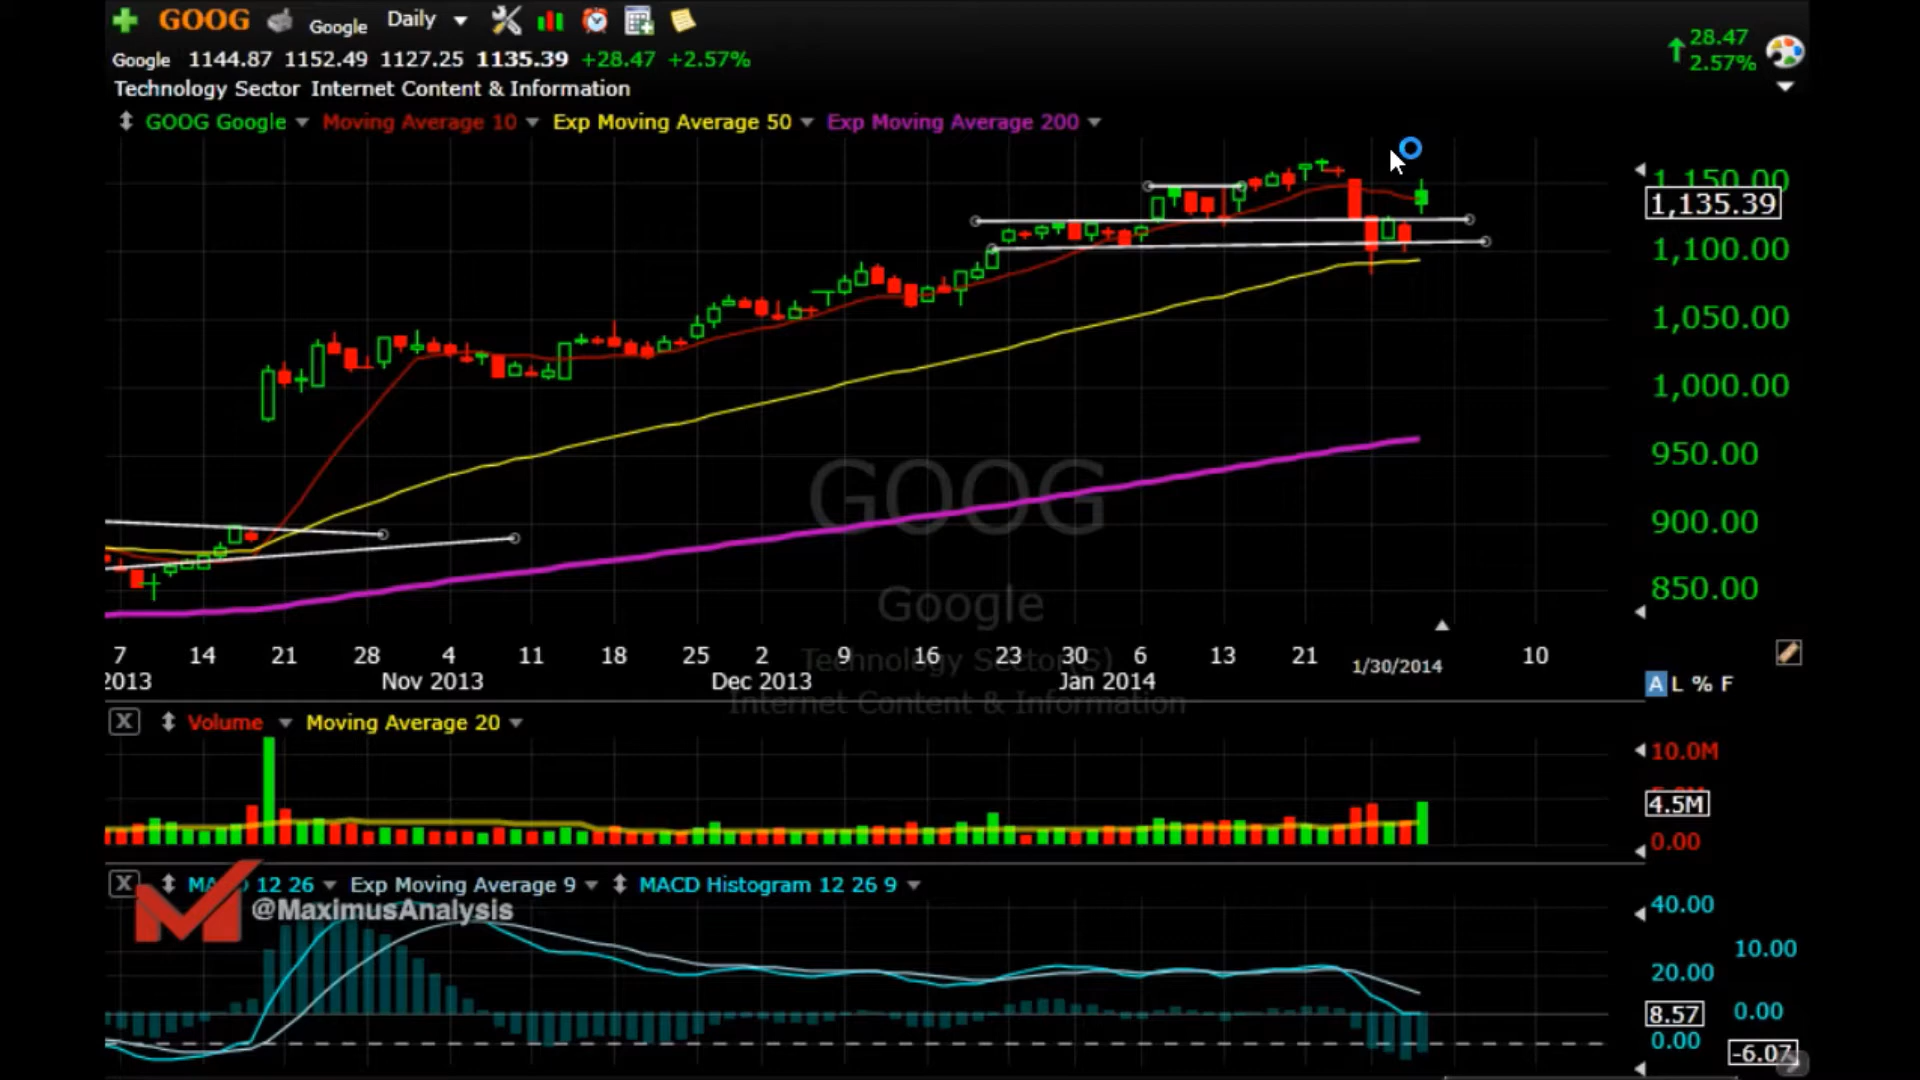 GOOG Google Daily
Google 1144.87 1152.49 1127.25 1135.39 +28.47 +2.57%
28.47
2.57%
Technology Sector Internet Content & Information
GOOG Google Moving Average 10 Exp Moving Average 50 Exp Moving Average 200
1,150.00
1,135.39
1,100.00
1,050.00
1,000.00
950.00
900.00
850.00
GOOG
Google
Technology Sector(S)
Internet Content & Information
7 14 21 28 4 11 18 25 2 9 16 23 30 6 13 21 1/30/2014 10
2013 Nov 2013 Dec 2013 Jan 2014
A L % F
X Volume Moving Average 20
10.0M
4.5M
0.00
X 12 26 Exp Moving Average 9 MACD Histogram 12 26 9
@MaximusAnalysis
40.00
10.00
20.00
8.57
0.00
0.00
-6.07